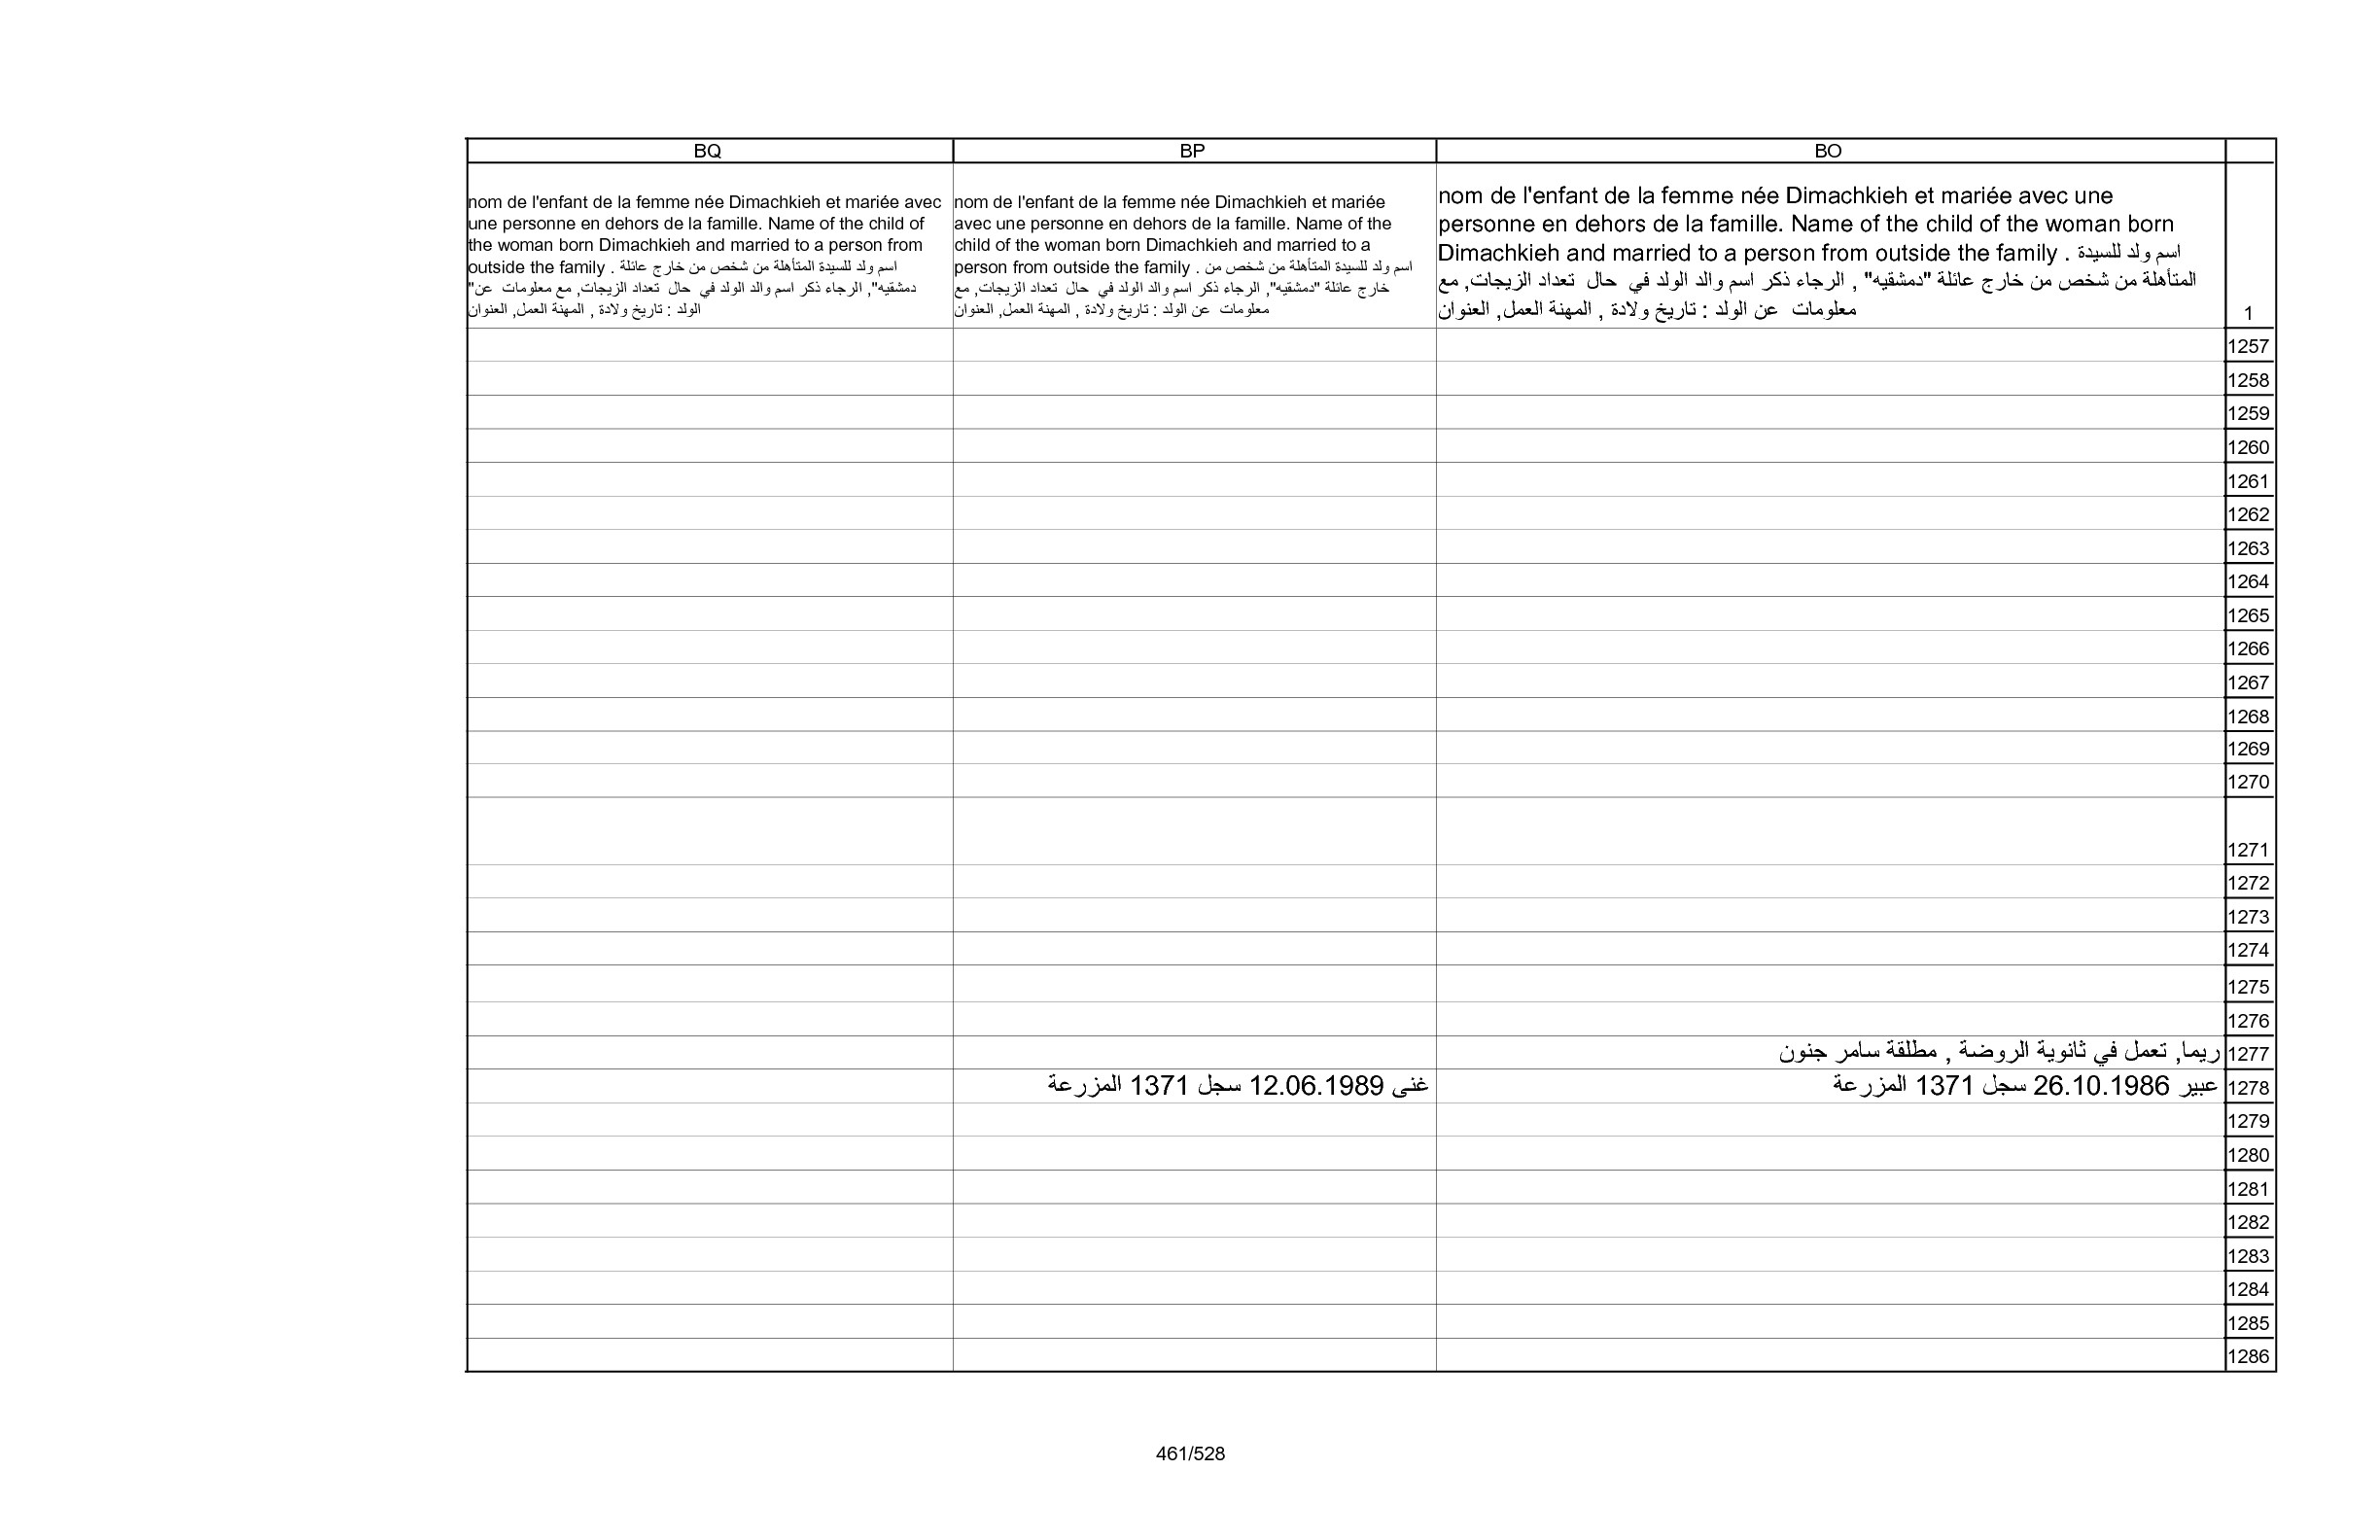 BQ
BP
BO
nom de l'enfant de la femme née Dimachkieh et mariée avec
une personne en dehors de la famille. Name of the child of
the woman born Dimachkieh and married to a person from
outside the family . اسم ولد للسيدة المتأهلة من شخص من خارج عائلة
"دمشقيه", الرجاء ذكر اسم والد الولد في حال تعداد الزيجات, مع معلومات عن
الولد : تاريخ ولادة , المهنة العمل, العنوان
nom de l'enfant de la femme née Dimachkieh et mariée
avec une personne en dehors de la famille. Name of the
child of the woman born Dimachkieh and married to a
person from outside the family . اسم ولد للسيدة المتأهلة من شخص من
خارج عائلة "دمشقيه", الرجاء ذكر اسم والد الولد في حال تعداد الزيجات, مع
معلومات عن الولد : تاريخ ولادة , المهنة العمل, العنوان
nom de l'enfant de la femme née Dimachkieh et mariée avec une
personne en dehors de la famille. Name of the child of the woman born
Dimachkieh and married to a person from outside the family . اسم ولد للسيدة
المتأهلة من شخص من خارج عائلة "دمشقيه" , الرجاء ذكر اسم والد الولد في حال تعداد الزيجات, مع
معلومات عن الولد : تاريخ ولادة , المهنة العمل, العنوان
1
1257
1258
1259
1260
1261
1262
1263
1264
1265
1266
1267
1268
1269
1270
1271
1272
1273
1274
1275
1276
ريما, تعمل في ثانوية الروضة , مطلقة سامر جنون
1277
غنى 12.06.1989 سجل 1371 المزرعة
عبير 26.10.1986 سجل 1371 المزرعة
1278
1279
1280
1281
1282
1283
1284
1285
1286
461/528